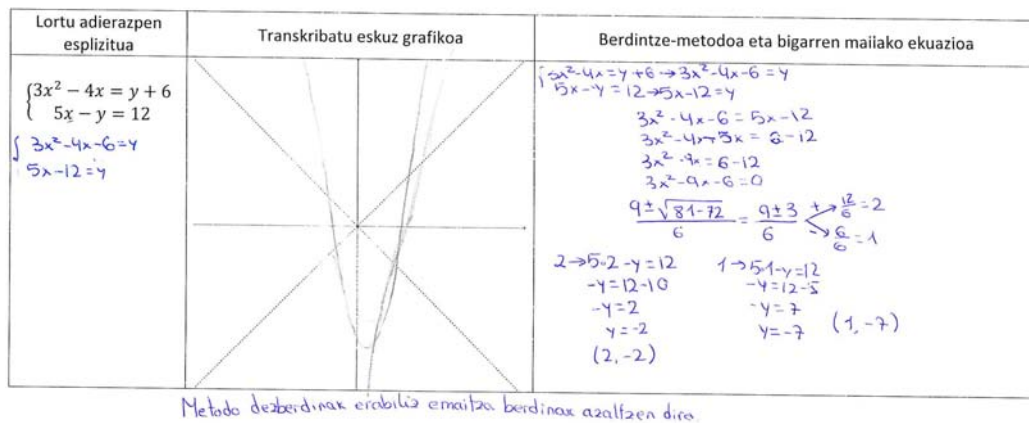 Lortu adierazpen
esplizitua
3x² − 4x = y + 6
5x − y = 12
3x²-4x-6=y
5x-12=y
Transkribatu eskuz grafikoa
Berdintze-metodoa eta bigarren mailako ekuazioa
3x²-4x=y+6→3x²-4x-6=y
5x-y=12→5x-12=y
3x²-4x-6=5x-12
3x²-4x-5x=6-12
3x²-9x=6-12
3x²-9x-6=0
9±√81-72 / 6 = 9±3 / 6 + → 12/6 = 2
- → 6/6 = 1
2→5·2-y=12
-y=12-10
-y=2
y=-2
(2,-2)
1→5·1-y=12
-y=12-5
-y=7
y=-7 (1,-7)
Metodo dezberdinak erabiliz emaitza berdinak azaltzen dira